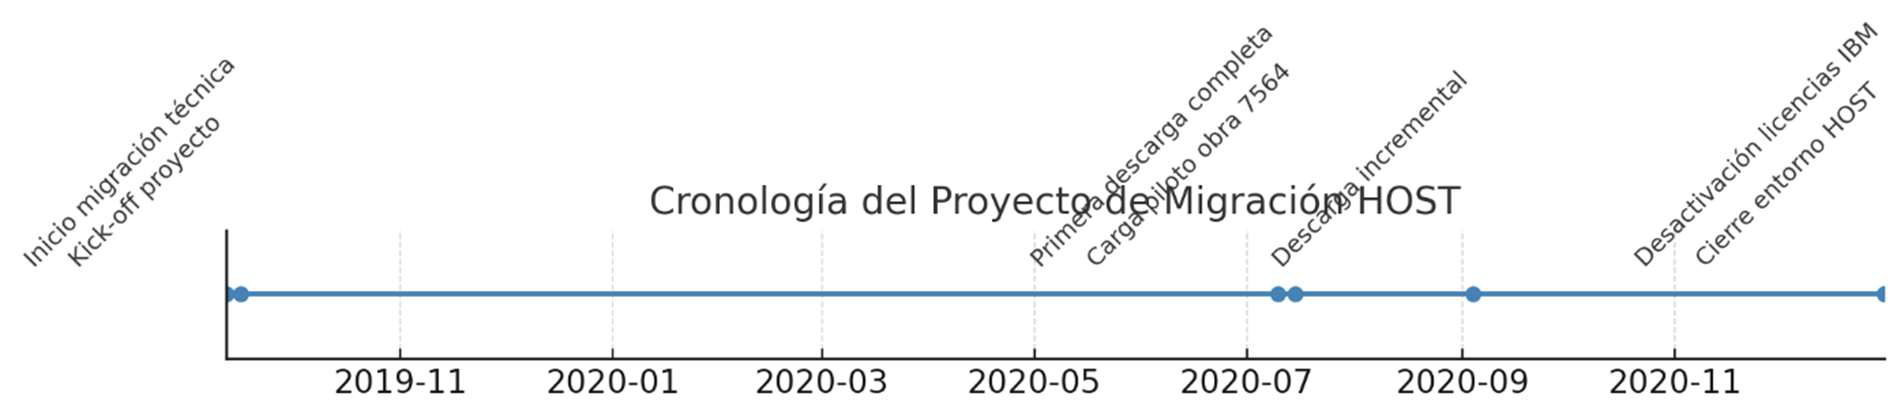 Inicio migración técnica
Kick-off proyecto
Primera descarga completa
Carga piloto obra 7564
Descarga incremental
Desactivación licencias IBM
Cierre entorno HOST
Cronología del Proyecto de Migración HOST
2019-11
2020-01
2020-03
2020-05
2020-07
2020-09
2020-11